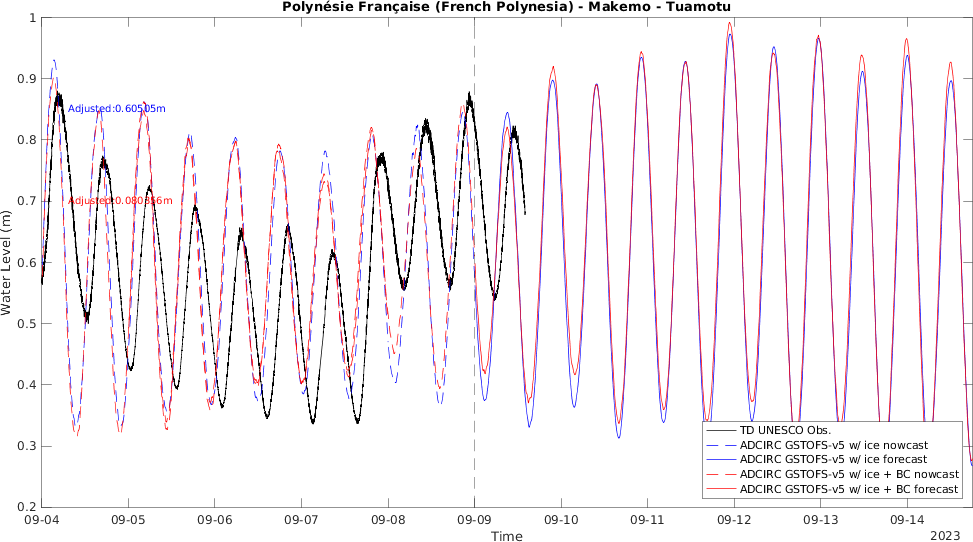 Polynésie Française (French Polynesia) - Makemo - Tuamotu
1
0.9
0.8
0.7
0.6
0.5
0.4
0.3
0.2
Water Level (m)
Adjusted:0.60505m
Adjusted:0.080356m
TD UNESCO Obs.
ADCIRC GSTOFS-v5 w/ ice nowcast
ADCIRC GSTOFS-v5 w/ ice forecast
ADCIRC GSTOFS-v5 w/ ice + BC nowcast
ADCIRC GSTOFS-v5 w/ ice + BC forecast
09-04 09-05 09-06 09-07 09-08 09-09 09-10 09-11 09-12 09-13 09-14
Time
2023